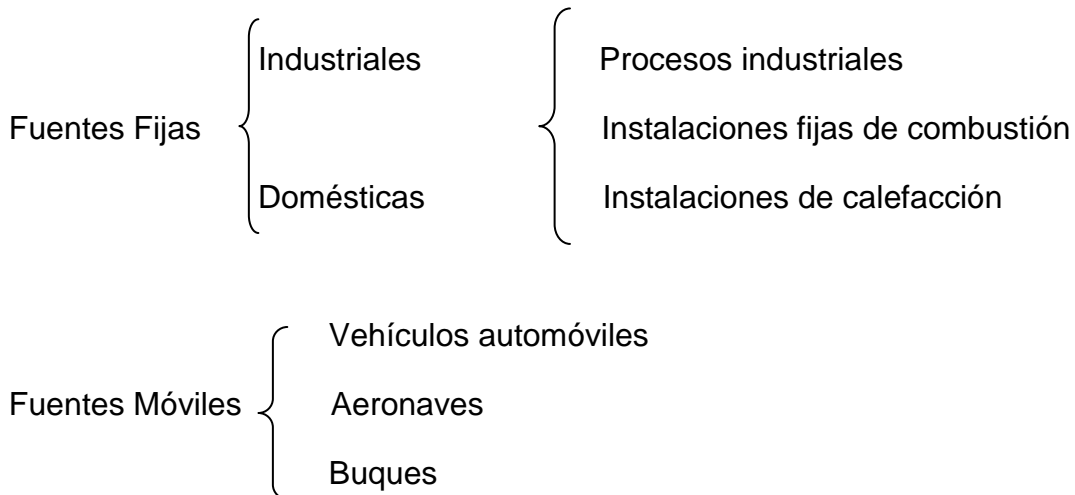 Industriales Procesos industriales
Fuentes Fijas Instalaciones fijas de combustión
Domésticas Instalaciones de calefacción
Vehículos automóviles
Fuentes Móviles Aeronaves
Buques